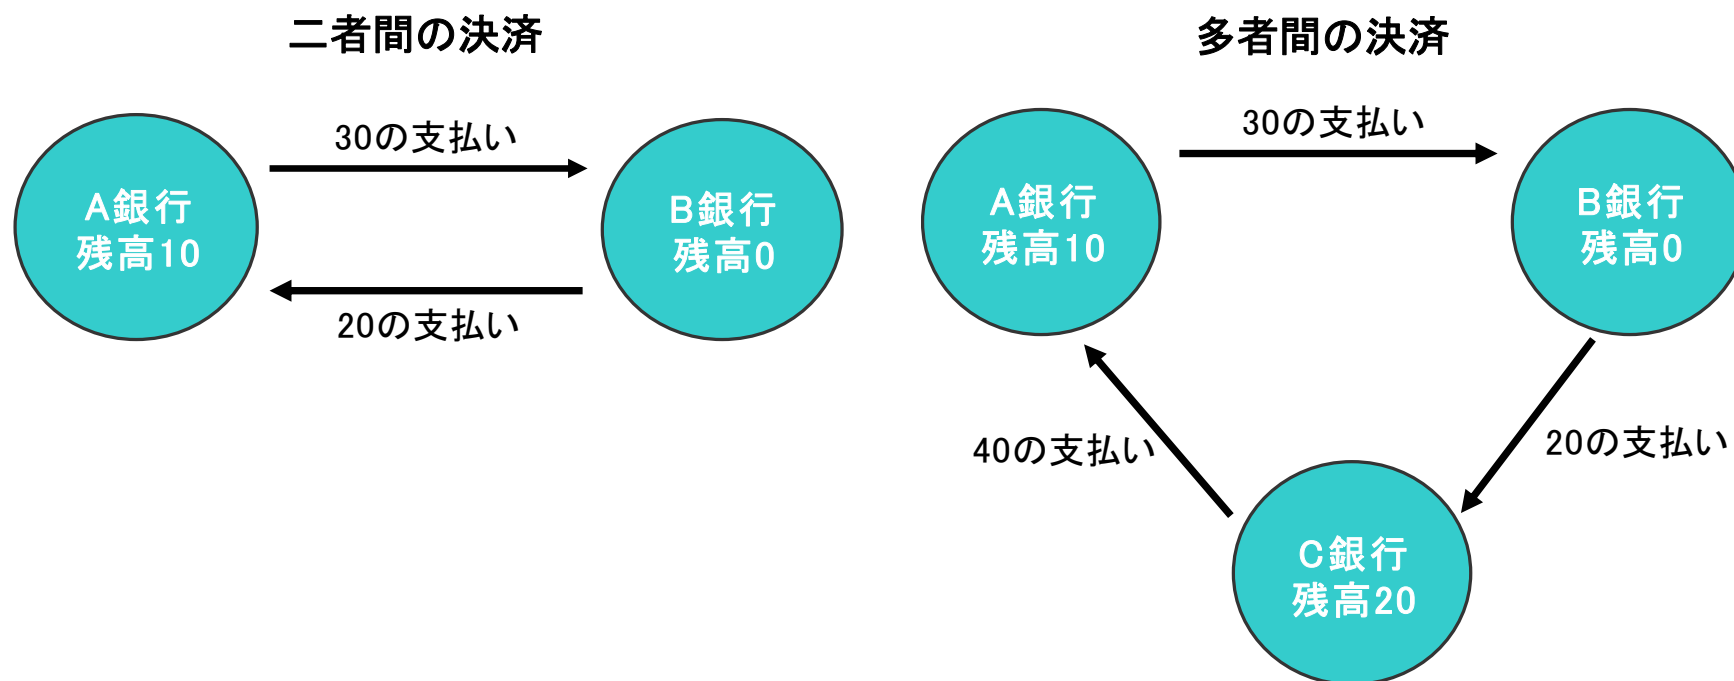 二者間の決済
30の支払い
A銀行
残高10
B銀行
残高0
20の支払い
多者間の決済
30の支払い
A銀行
残高10
B銀行
残高0
40の支払い
20の支払い
C銀行
残高20